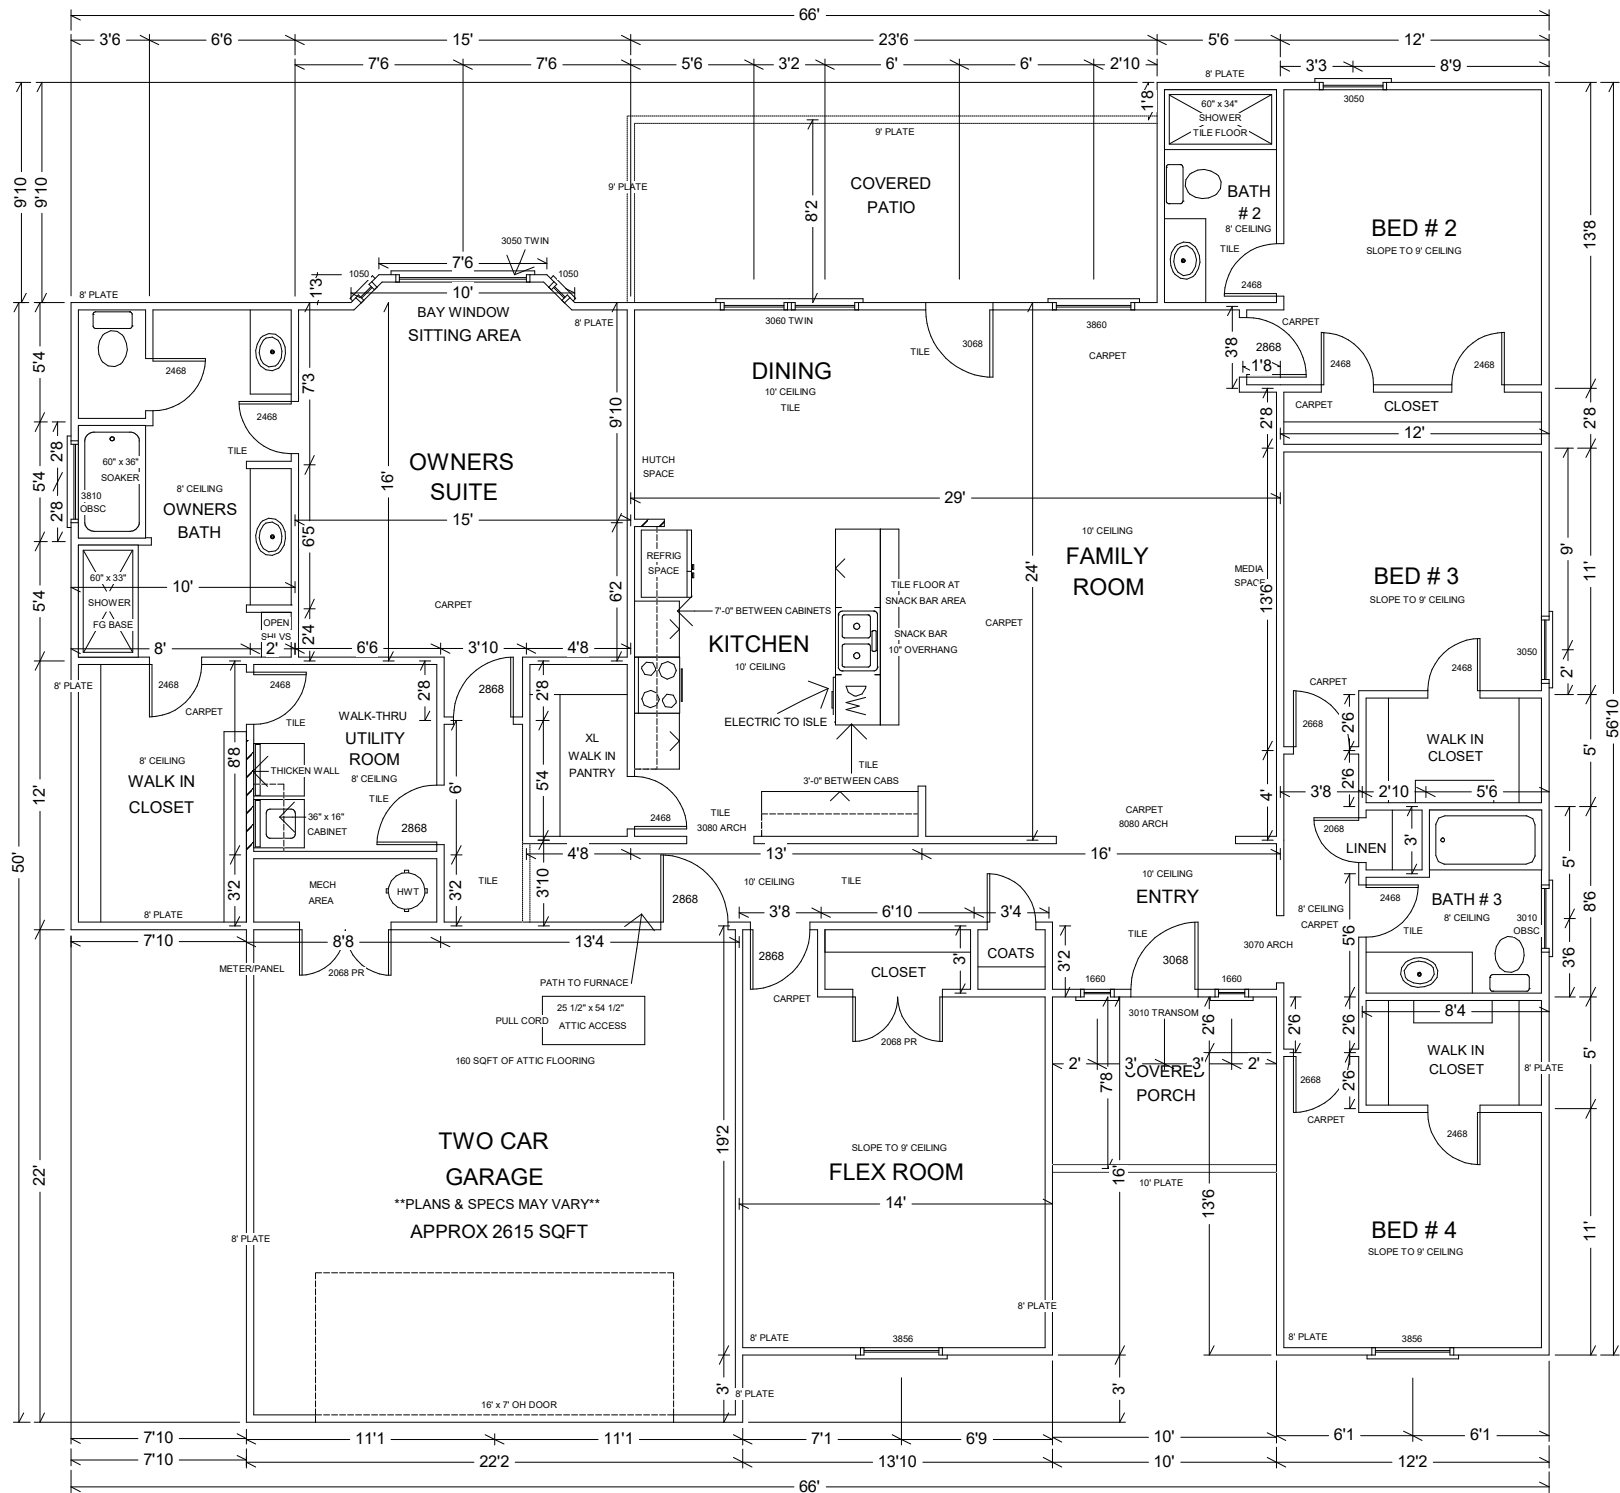 66'
3'6
6'6
15'
23'6
5'6
12'
7'6
7'6
5'6
3'2
6'
6'
2'10
3'3
8'9
8' PLATE
1'8
60" x 34"
SHOWER
TILE FLOOR
3050
9' PLATE
9' PLATE
COVERED
PATIO
8'2
9'10
9'10
BATH
# 2
8' CEILING
TILE
2468
BED # 2
SLOPE TO 9' CEILING
13'8
3050 TWIN
7'6
1050
1050
1'3
10'
8' PLATE
8' PLATE
BAY WINDOW
SITTING AREA
3060 TWIN
3068
TILE
3860
CARPET
3'8
CARPET
2868
1'8
2468
2468
CARPET
CLOSET
2'8
2'8
12'
5'4
2468
7'3
2468
TILE
DINING
10' CEILING
TILE
9'10
16'
2'8
5'4
2'8
60" x 36"
SOAKER
3810
OBSC
8' CEILING
OWNERS
BATH
OWNERS
SUITE
15'
HUTCH
SPACE
29'
6'5
6'2
REFRIG
SPACE
10' CEILING
FAMILY
ROOM
24'
MEDIA
SPACE
13'6
BED # 3
SLOPE TO 9' CEILING
9'
11'
5'4
60" x 33"
SHOWER
FG BASE
10'
OPEN
SHLVS
2'4
CARPET
7'-0" BETWEEN CABINETS
TILE FLOOR AT
SNACK BAR AREA
SNACK BAR
10" OVERHANG
CARPET
KITCHEN
10' CEILING
8'
2'
6'6
3'10
4'8
3050
2'
2468
8' PLATE
2468
CARPET
2468
TILE
2'8
2868
2'8
ELECTRIC TO ISLE
CARPET
2668
2'6
56'10
WALK-THRU
UTILITY
ROOM
8' CEILING
TILE
XL
WALK IN
PANTRY
8' CEILING
WALK IN
CLOSET
8'8
THICKEN WALL
36" x 16"
CABINET
6'
5'4
2868
2468
TILE
3080 ARCH
TILE
3'-0" BETWEEN CABS
CARPET
8080 ARCH
4'
WALK IN
CLOSET
5'
2'6
3'8
2'10
5'6
12'
50'
2068
LINEN
3'
5'
4'8
13'
16'
3'2
MECH
AREA
HWT
3'2
TILE
3'10
2868
10' CEILING
TILE
10' CEILING
ENTRY
8' CEILING
CARPET
5'6
2468
BATH # 3
8' CEILING
TILE
3010
OBSC
8'6
3'6
8' PLATE
3'8
6'10
3'4
7'10
8'8
13'4
METER/PANEL
2068 PR
PATH TO FURNACE
2868
CARPET
CLOSET
3'
COATS
3'2
TILE
3068
3070 ARCH
1660
1660
PULL CORD
25 1/2" x 54 1/2"
ATTIC ACCESS
2068 PR
3010 TRANSOM
2'6
2'6
2'6
8'4
160 SQFT OF ATTIC FLOORING
2'
3'
3'
2'
7'8
COVERED
PORCH
2668
2'6
CARPET
WALK IN
CLOSET
8' PLATE
5'
2468
TWO CAR
GARAGE
**PLANS & SPECS MAY VARY**
APPROX 2615 SQFT
19'2
SLOPE TO 9' CEILING
FLEX ROOM
14'
16'
10' PLATE
13'6
BED # 4
SLOPE TO 9' CEILING
11'
22'
8' PLATE
8' PLATE
8' PLATE
3856
8' PLATE
3856
3'
8' PLATE
3'
16' x 7' OH DOOR
7'10
11'1
11'1
7'1
6'9
10'
6'1
6'1
7'10
22'2
13'10
10'
12'2
66'